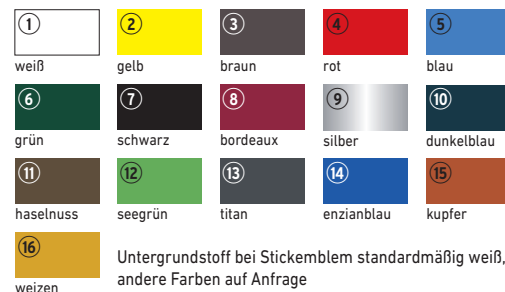 ① ② ③ ④ ⑤
weiß gelb braun rot blau
⑥ ⑦ ⑧ ⑨ ⑩
grün schwarz bordeaux silber dunkelblau
⑪ ⑫ ⑬ ⑭ ⑮
haselnuss seegrün titan enzianblau kupfer
⑯
weizen
Untergrundstoff bei Stickemblem standardmäßig weiß,
andere Farben auf Anfrage